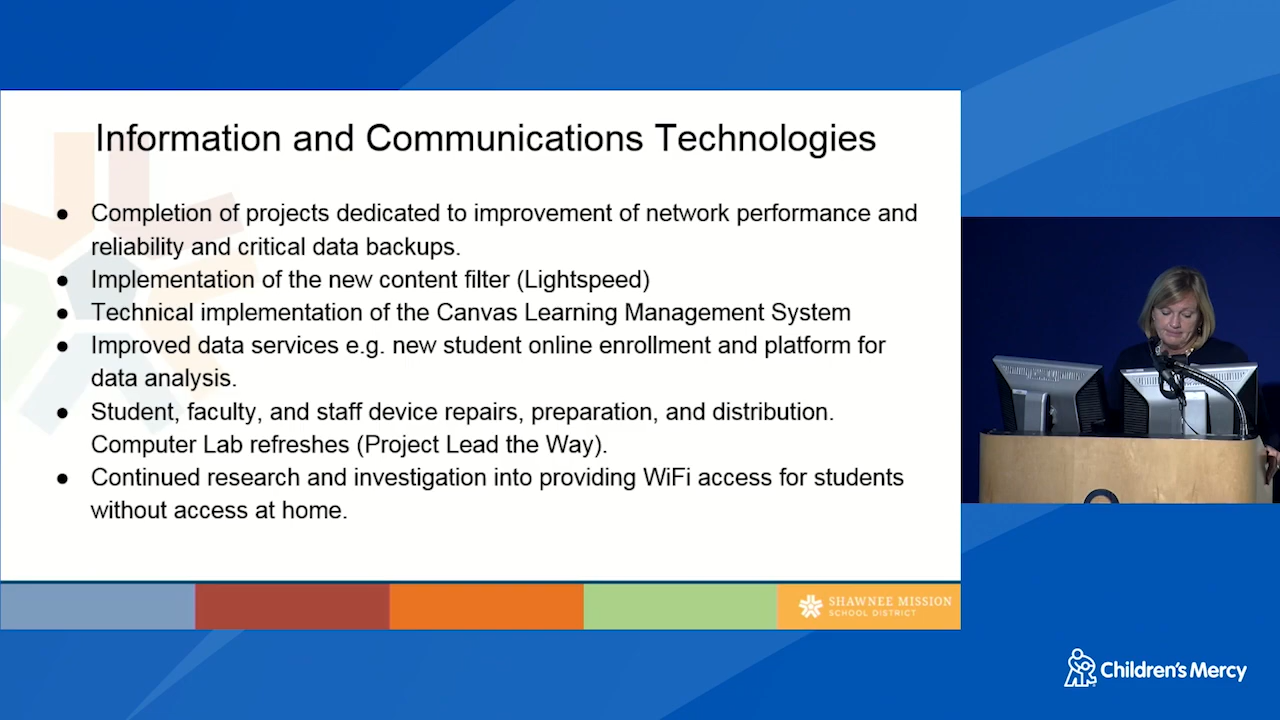 Information and Communications Technologies
● Completion of projects dedicated to improvement of network performance and
reliability and critical data backups.
● Implementation of the new content filter (Lightspeed)
● Technical implementation of the Canvas Learning Management System
● Improved data services e.g. new student online enrollment and platform for
data analysis.
● Student, faculty, and staff device repairs, preparation, and distribution.
Computer Lab refreshes (Project Lead the Way).
● Continued research and investigation into providing WiFi access for students
without access at home.
SHAWNEE MISSION
SCHOOL DISTRICT
Children's Mercy